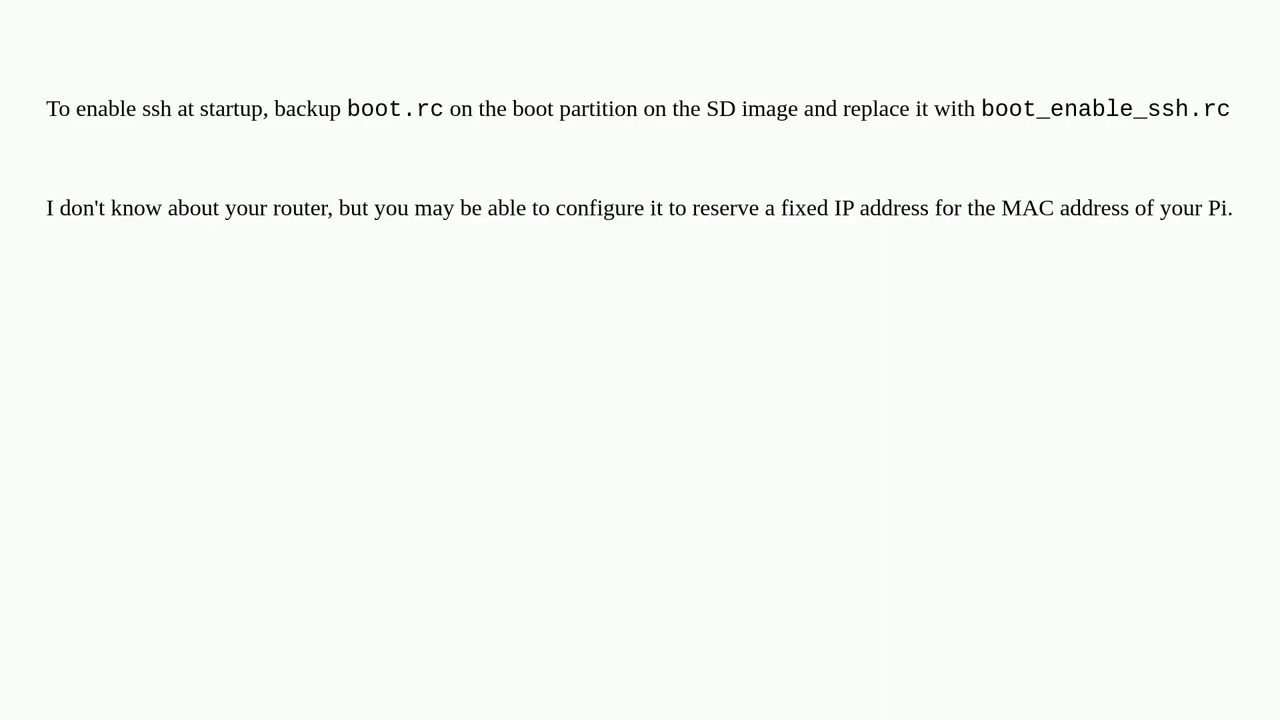 To enable ssh at startup, backup boot.rc on the boot partition on the SD image and replace it with boot_enable_ssh.rc
I don't know about your router, but you may be able to configure it to reserve a fixed IP address for the MAC address of your Pi.